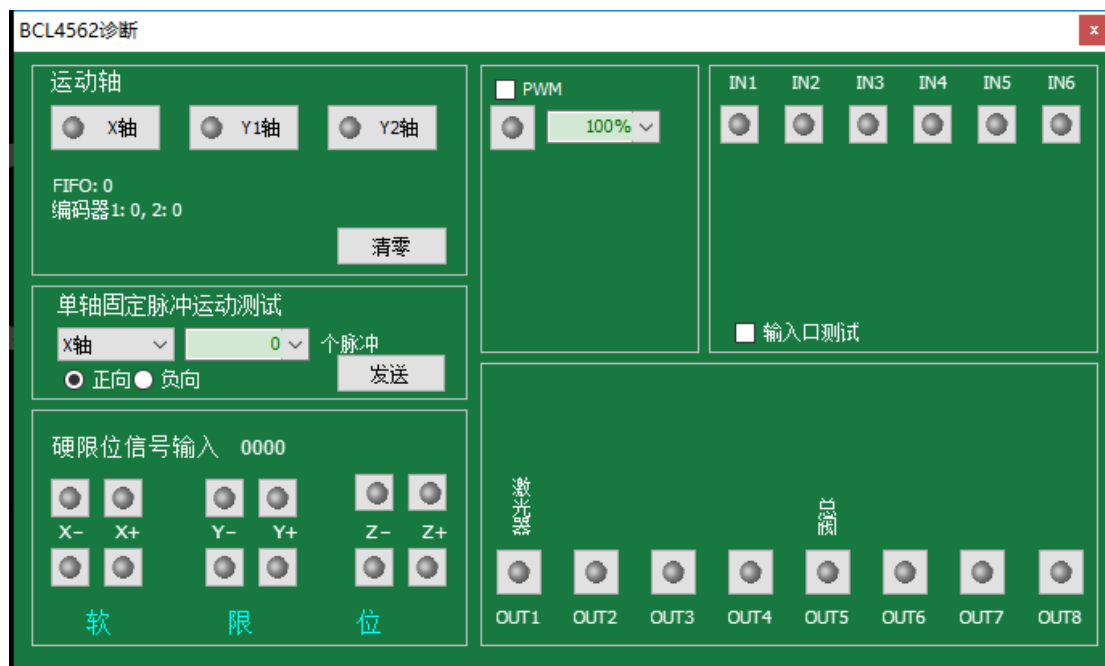 BCL4562诊断
x
运动轴
X轴 Y1轴 Y2轴
FIFO: 0
编码器1: 0, 2: 0
清零
单轴固定脉冲运动测试
X轴 0 个脉冲
正向 负向 发送
硬限位信号输入 0000
X- X+ Y- Y+ Z- Z+
软 限 位
PWM
100%
IN1 IN2 IN3 IN4 IN5 IN6
输入口测试
激光器 总阀
OUT1 OUT2 OUT3 OUT4 OUT5 OUT6 OUT7 OUT8